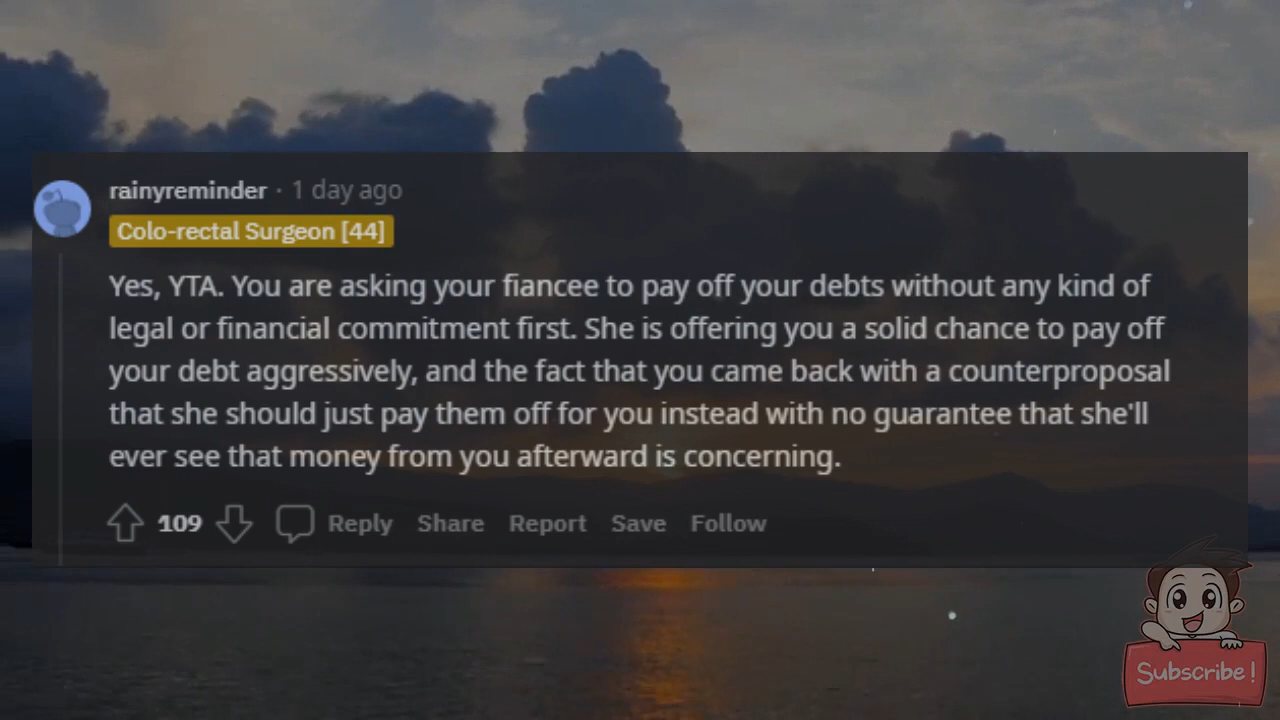 rainyreminder · 1 day ago
Colo-rectal Surgeon [44]
Yes, YTA. You are asking your fiancee to pay off your debts without any kind of
legal or financial commitment first. She is offering you a solid chance to pay off
your debt aggressively, and the fact that you came back with a counterproposal
that she should just pay them off for you instead with no guarantee that she'll
ever see that money from you afterward is concerning.
109 Reply Share Report Save Follow
Subscribe!